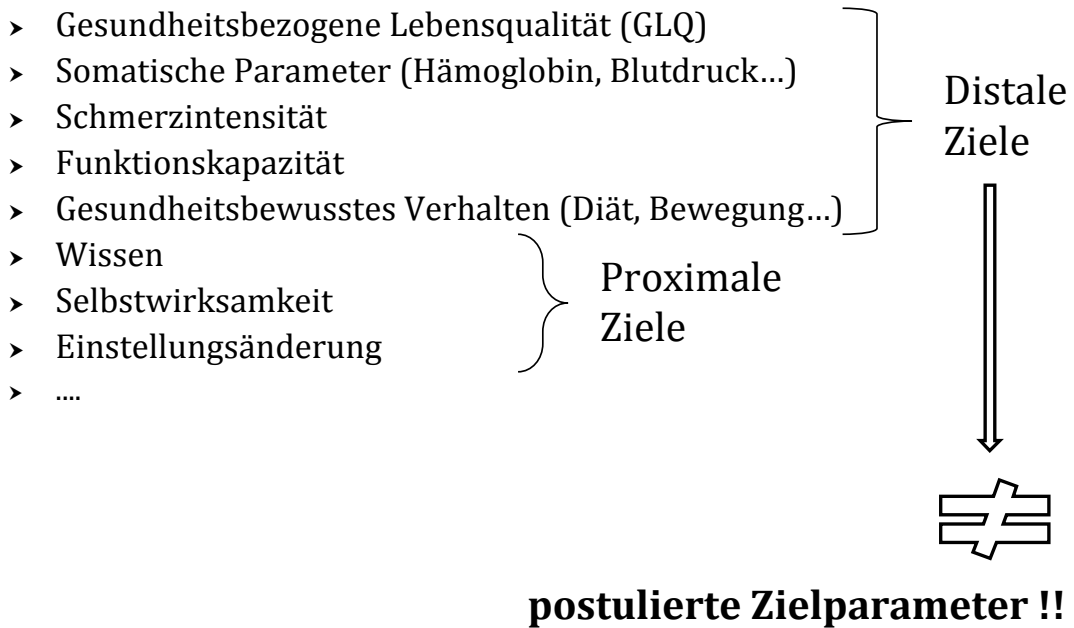 ➤ Gesundheitsbezogene Lebensqualität (GLQ)
➤ Somatische Parameter (Hämoglobin, Blutdruck…)
➤ Schmerzintensität
➤ Funktionskapazität
➤ Gesundheitsbewusstes Verhalten (Diät, Bewegung…)
➤ Wissen
➤ Selbstwirksamkeit
➤ Einstellungsänderung
➤ ....
Distale
Ziele
Proximale
Ziele
≠
postulierte Zielparameter !!